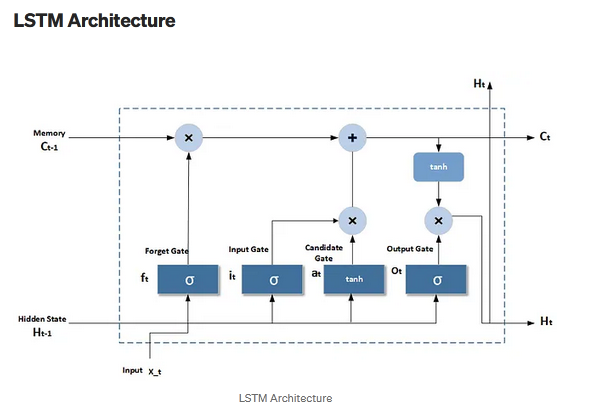 LSTM Architecture
Ht
Memory
Ct-1
×
+
Ct
tanh
×
×
Forget Gate
Input Gate
Candidate
Gate
Output Gate
ft
σ
it
σ
at
tanh
Ot
σ
Hidden State
Ht-1
Ht
Input X_t
LSTM Architecture